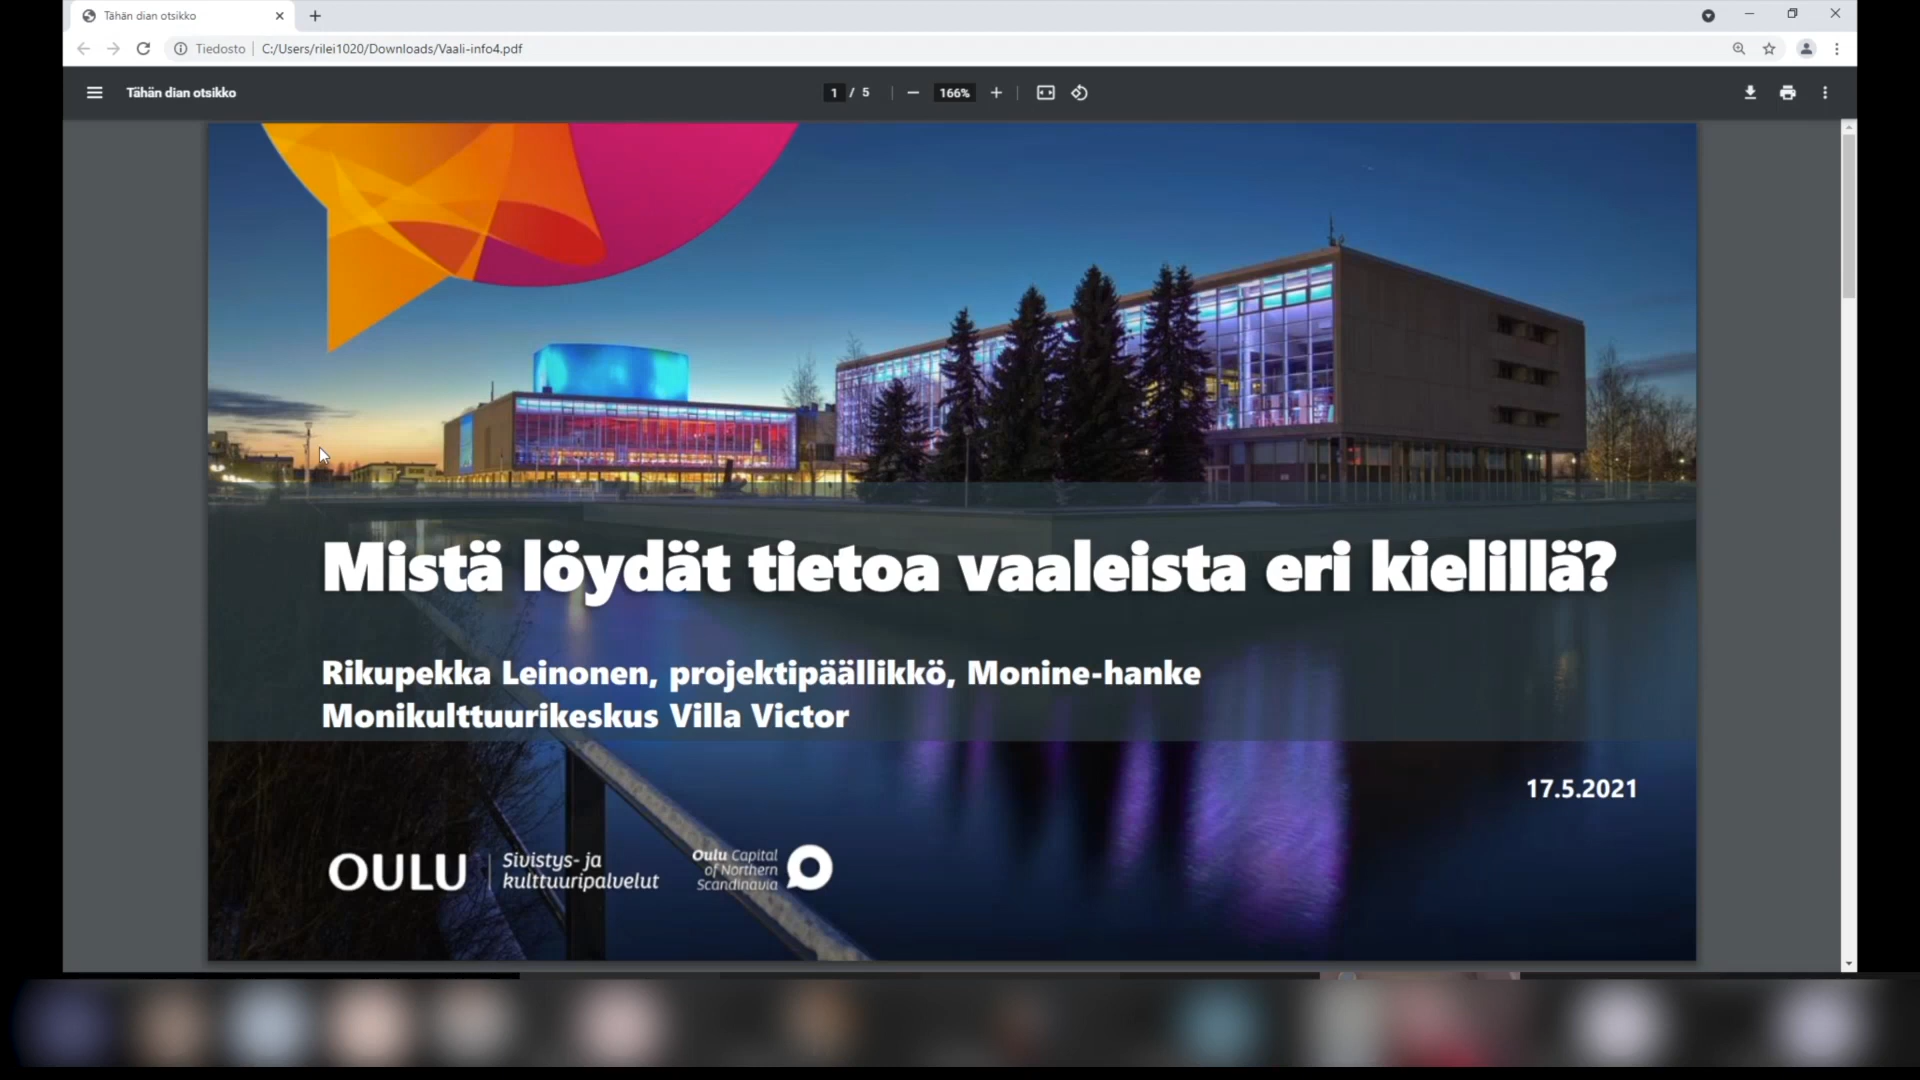 Tähän dian otsikko
Tiedosto C:/Users/rilei1020/Downloads/Vaali-info4.pdf
Tähän dian otsikko
1 / 5
166%
Mistä löydät tietoa vaaleista eri kielillä?
Rikupekka Leinonen, projektipäällikkö, Monine-hanke
Monikulttuurikeskus Villa Victor
17.5.2021
OULU
Sivistys- ja
kulttuuripalvelut
Oulu Capital
of Northern
Scandinavia